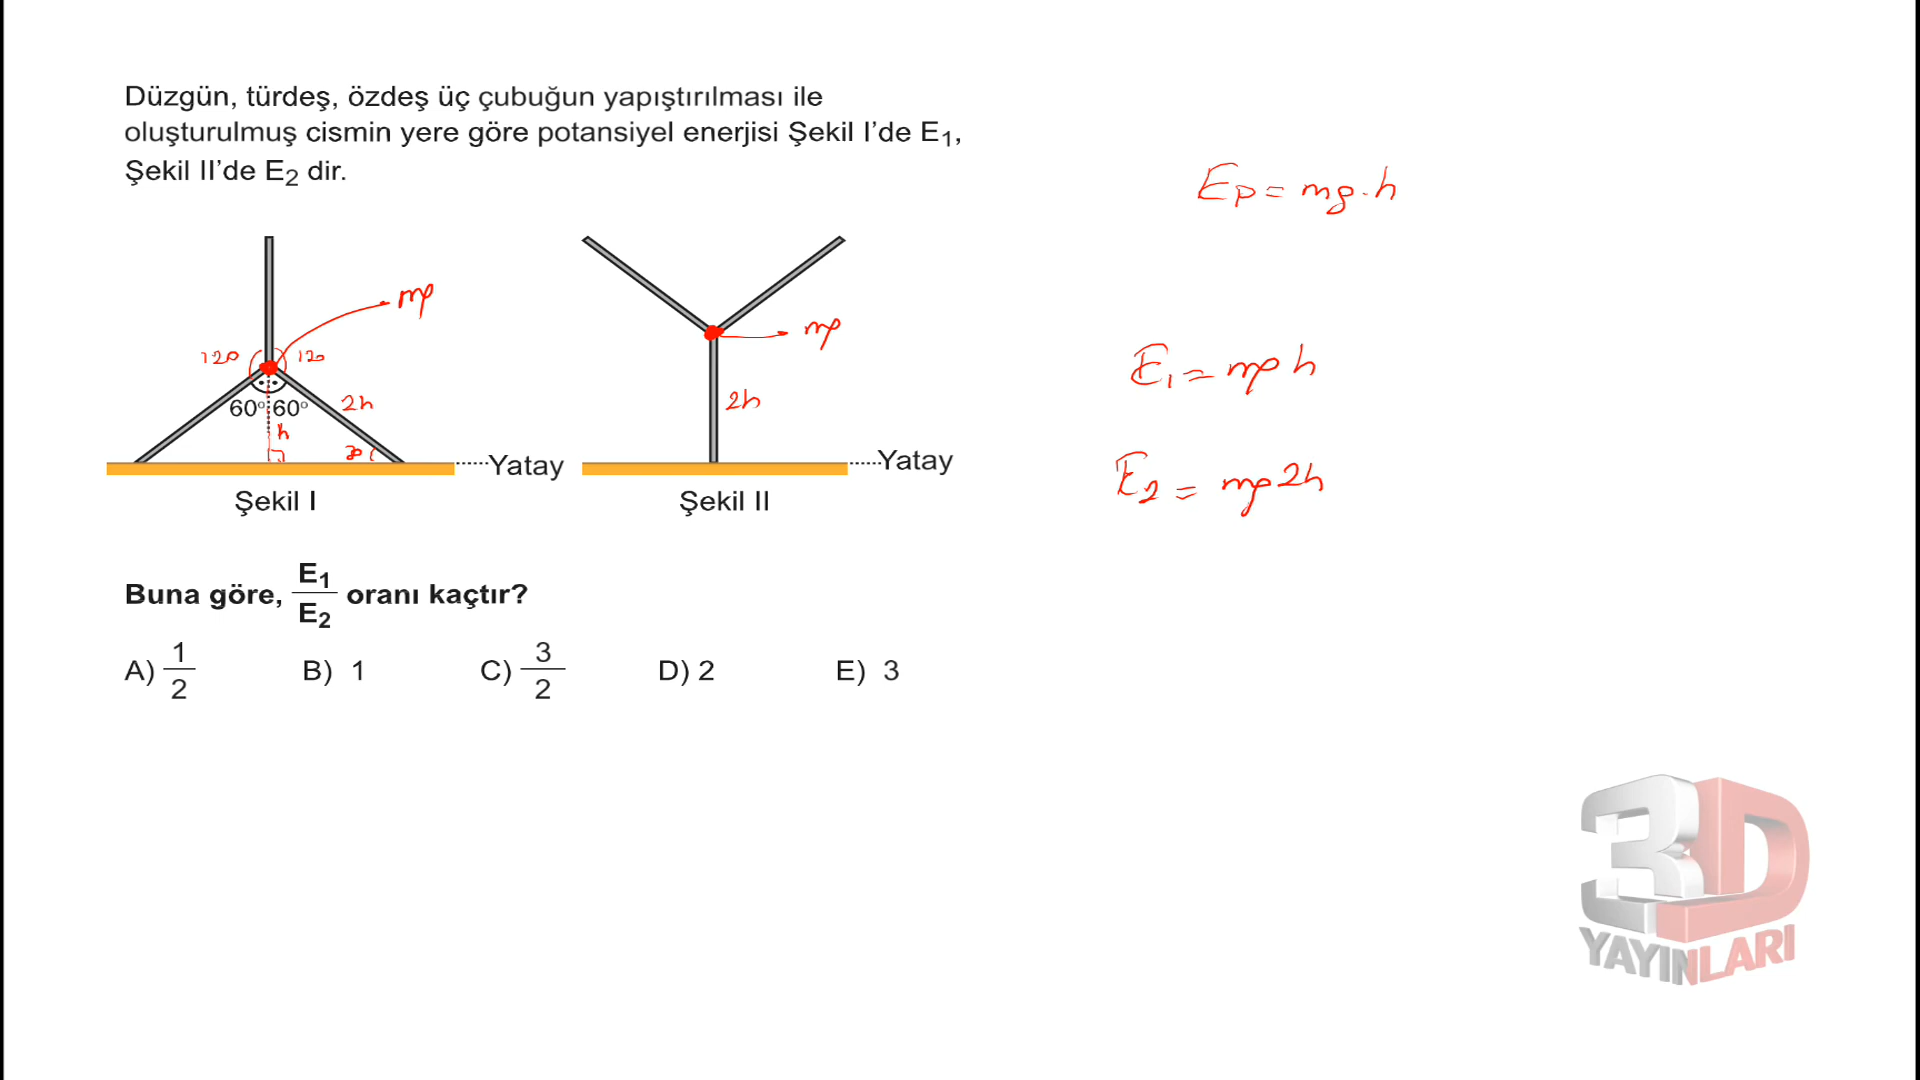 Düzgün, türdeş, özdeş üç çubuğun yapıştırılması ile
oluşturulmuş cismin yere göre potansiyel enerjisi Şekil I’de E₁,
Şekil II’de E₂ dir.
Ep = mg.h
mg
120 120
60° 60°
2h
h
30
Yatay
Şekil I
mg
2h
Yatay
Şekil II
E₁ = mg h
E₂ = mg 2h
Buna göre, E₁/E₂ oranı kaçtır?
A) 1/2 B) 1 C) 3/2 D) 2 E) 3
3D
YAYINLARI